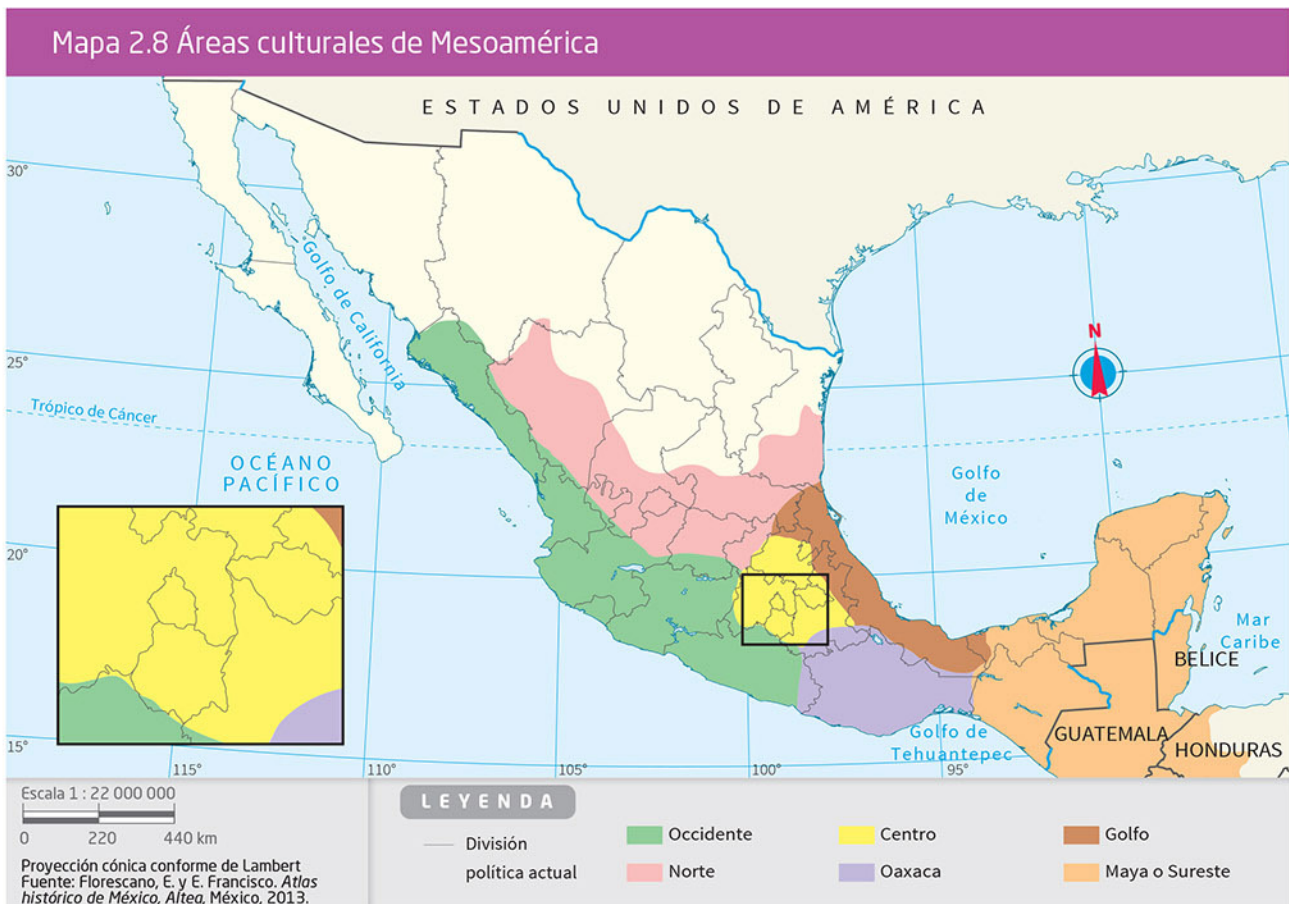 Mapa 2.8 Áreas culturales de Mesoamérica
ESTADOS UNIDOS DE AMÉRICA
30°
Golfo de California
N
25°
Trópico de Cáncer
OCÉANO
PACÍFICO
Golfo
de
México
20°
Mar
Caribe
BELICE
GUATEMALA
HONDURAS
Golfo de
Tehuantepec
15°
115°
110°
105°
100°
95°
Escala 1 : 22 000 000
0 220 440 km
Proyección cónica conforme de Lambert
Fuente: Florescano, E. y E. Francisco. Atlas
histórico de México, Altea, México, 2013.
LEYENDA
División
política actual
Occidente
Norte
Centro
Oaxaca
Golfo
Maya o Sureste